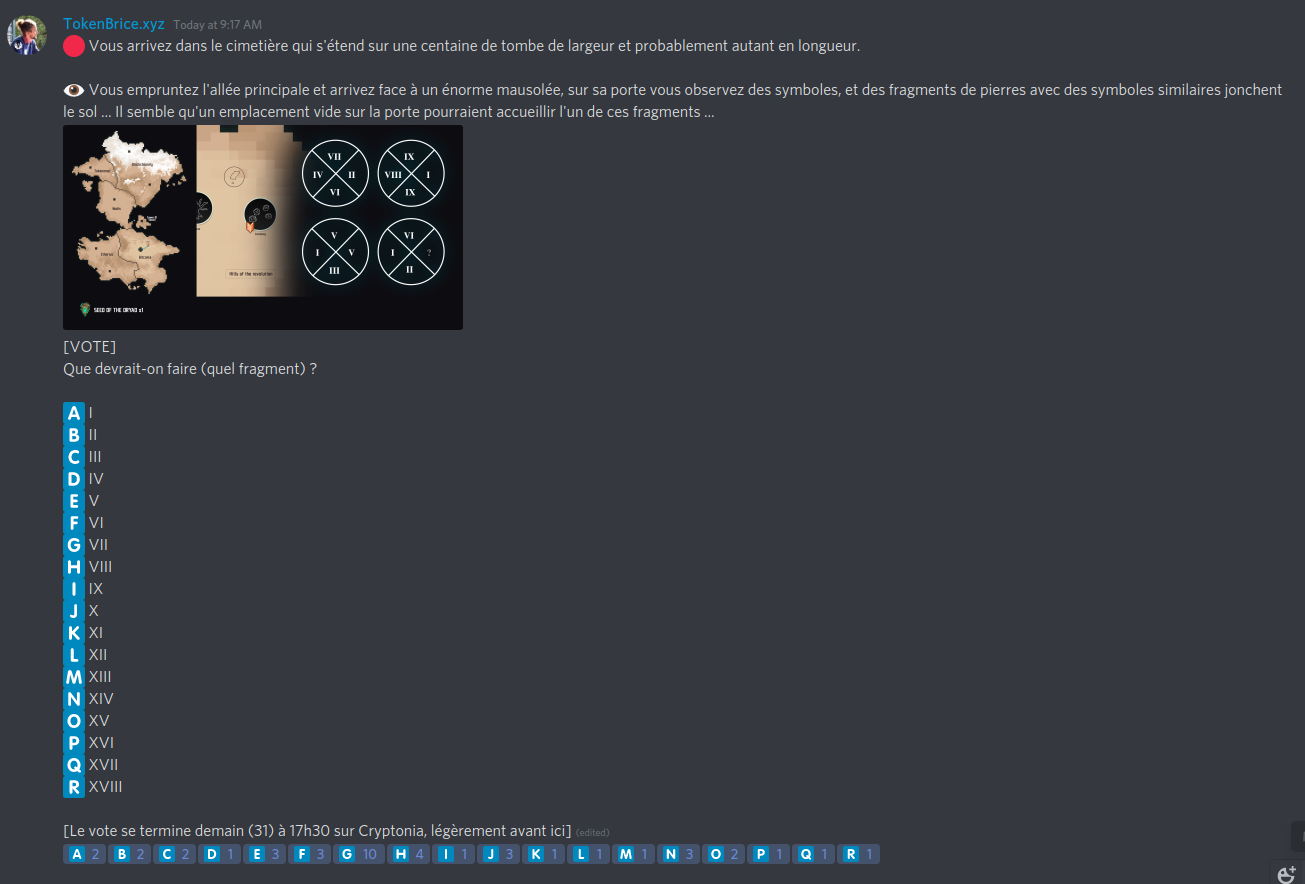 TokenBrice.xyz Today at 9:17 AM
Vous arrivez dans le cimetière qui s'étend sur une centaine de tombe de largeur et probablement autant en longueur.
Vous empruntez l'allée principale et arrivez face à un énorme mausolée, sur sa porte vous observez des symboles, et des fragments de pierres avec des symboles similaires jonchent
le sol ... Il semble qu'un emplacement vide sur la porte pourraient accueillir l'un de ces fragments ...
VII
IV II
VI
IX
VIII I
IX
V
I V
III
VI
I ?
II
Hills of the revolution
SEED OF THE DRYAD x1
[VOTE]
Que devrait-on faire (quel fragment) ?
A I
B II
C III
D IV
E V
F VI
G VII
H VIII
I IX
J X
K XI
L XII
M XIII
N XIV
O XV
P XVI
Q XVII
R XVIII
[Le vote se termine demain (31) à 17h30 sur Cryptonia, légèrement avant ici] (edited)
A 2 B 2 C 2 D 1 E 3 F 3 G 10 H 4 I 1 J 3 K 1 L 1 M 1 N 3 O 2 P 1 Q 1 R 1